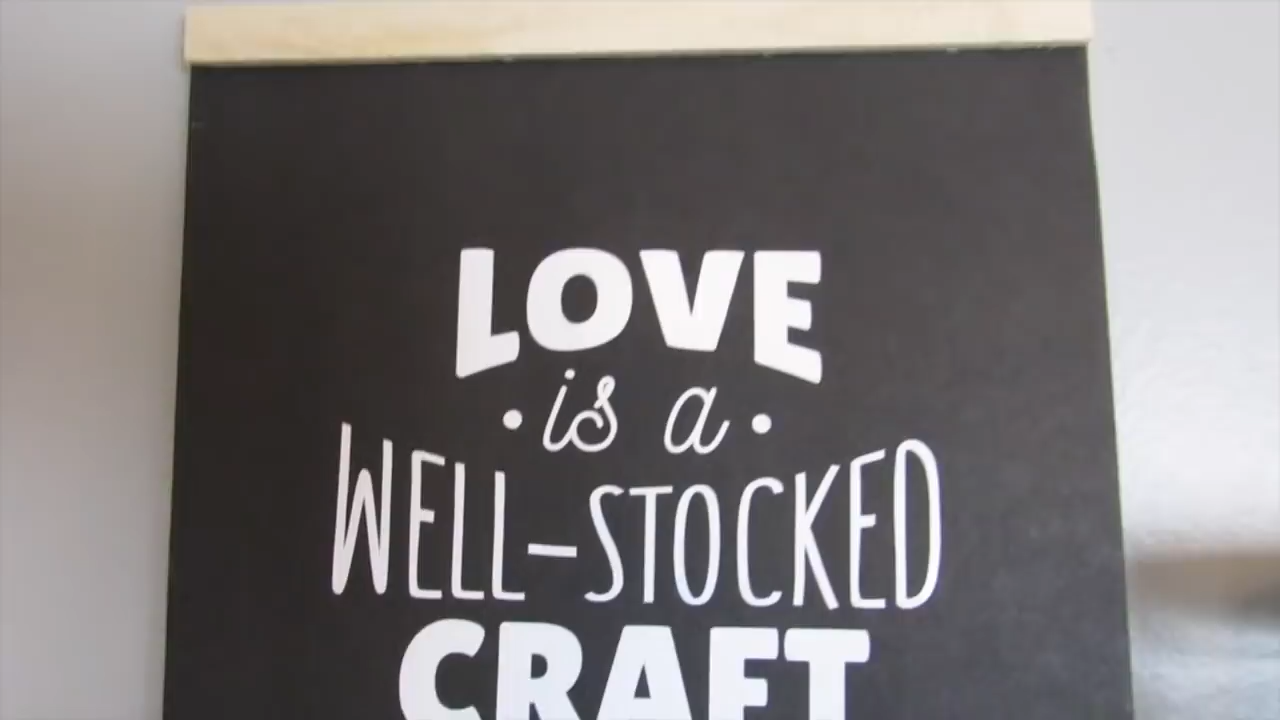 LOVE
• is a •
WELL-STOCKED
CRAFT